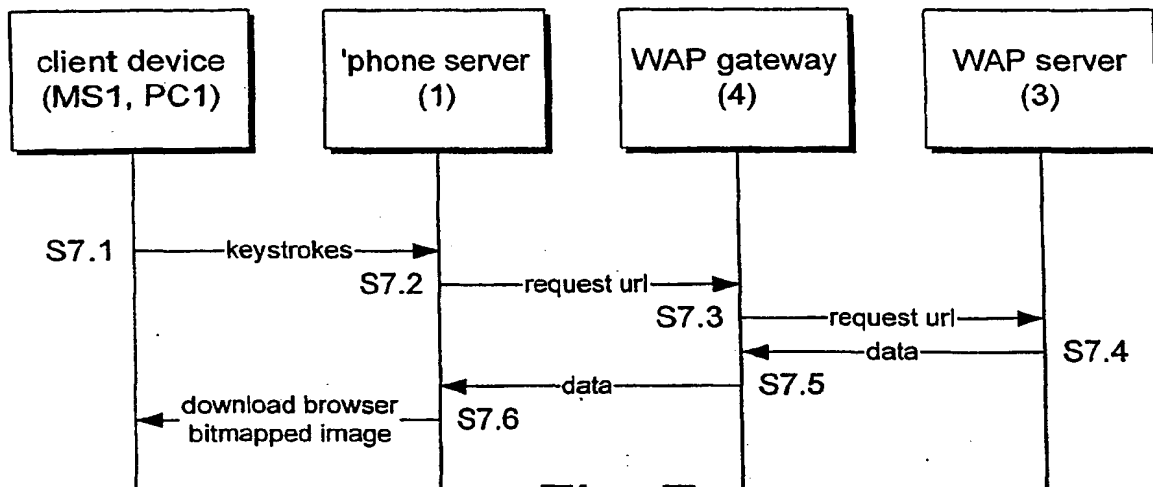 client device
(MS1, PC1)
'phone server
(1)
WAP gateway
(4)
WAP server
(3)
S7.1
keystrokes
S7.2
request url
S7.3
request url
data
S7.4
data
S7.5
download browser
bitmapped image
S7.6